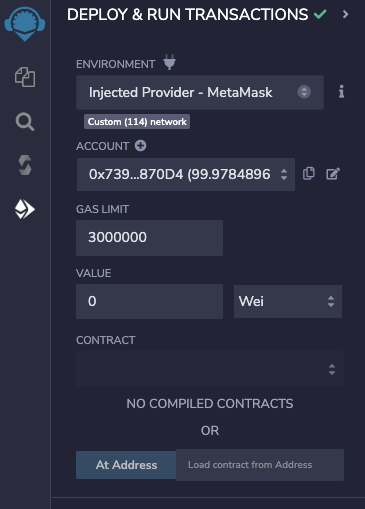 DEPLOY & RUN TRANSACTIONS
ENVIRONMENT
Injected Provider - MetaMask
i
Custom (114) network
ACCOUNT
0x739...870D4 (99.9784896
GAS LIMIT
3000000
VALUE
0
Wei
CONTRACT
NO COMPILED CONTRACTS
OR
At Address
Load contract from Address